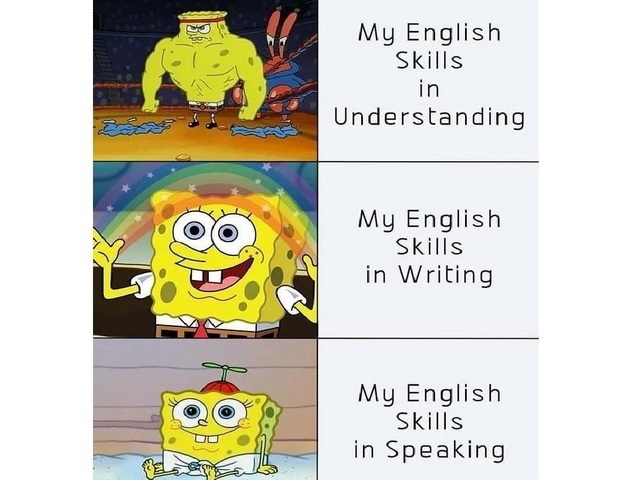 My English
Skills
in
Understanding
My English
Skills
in Writing
My English
Skills
in Speaking